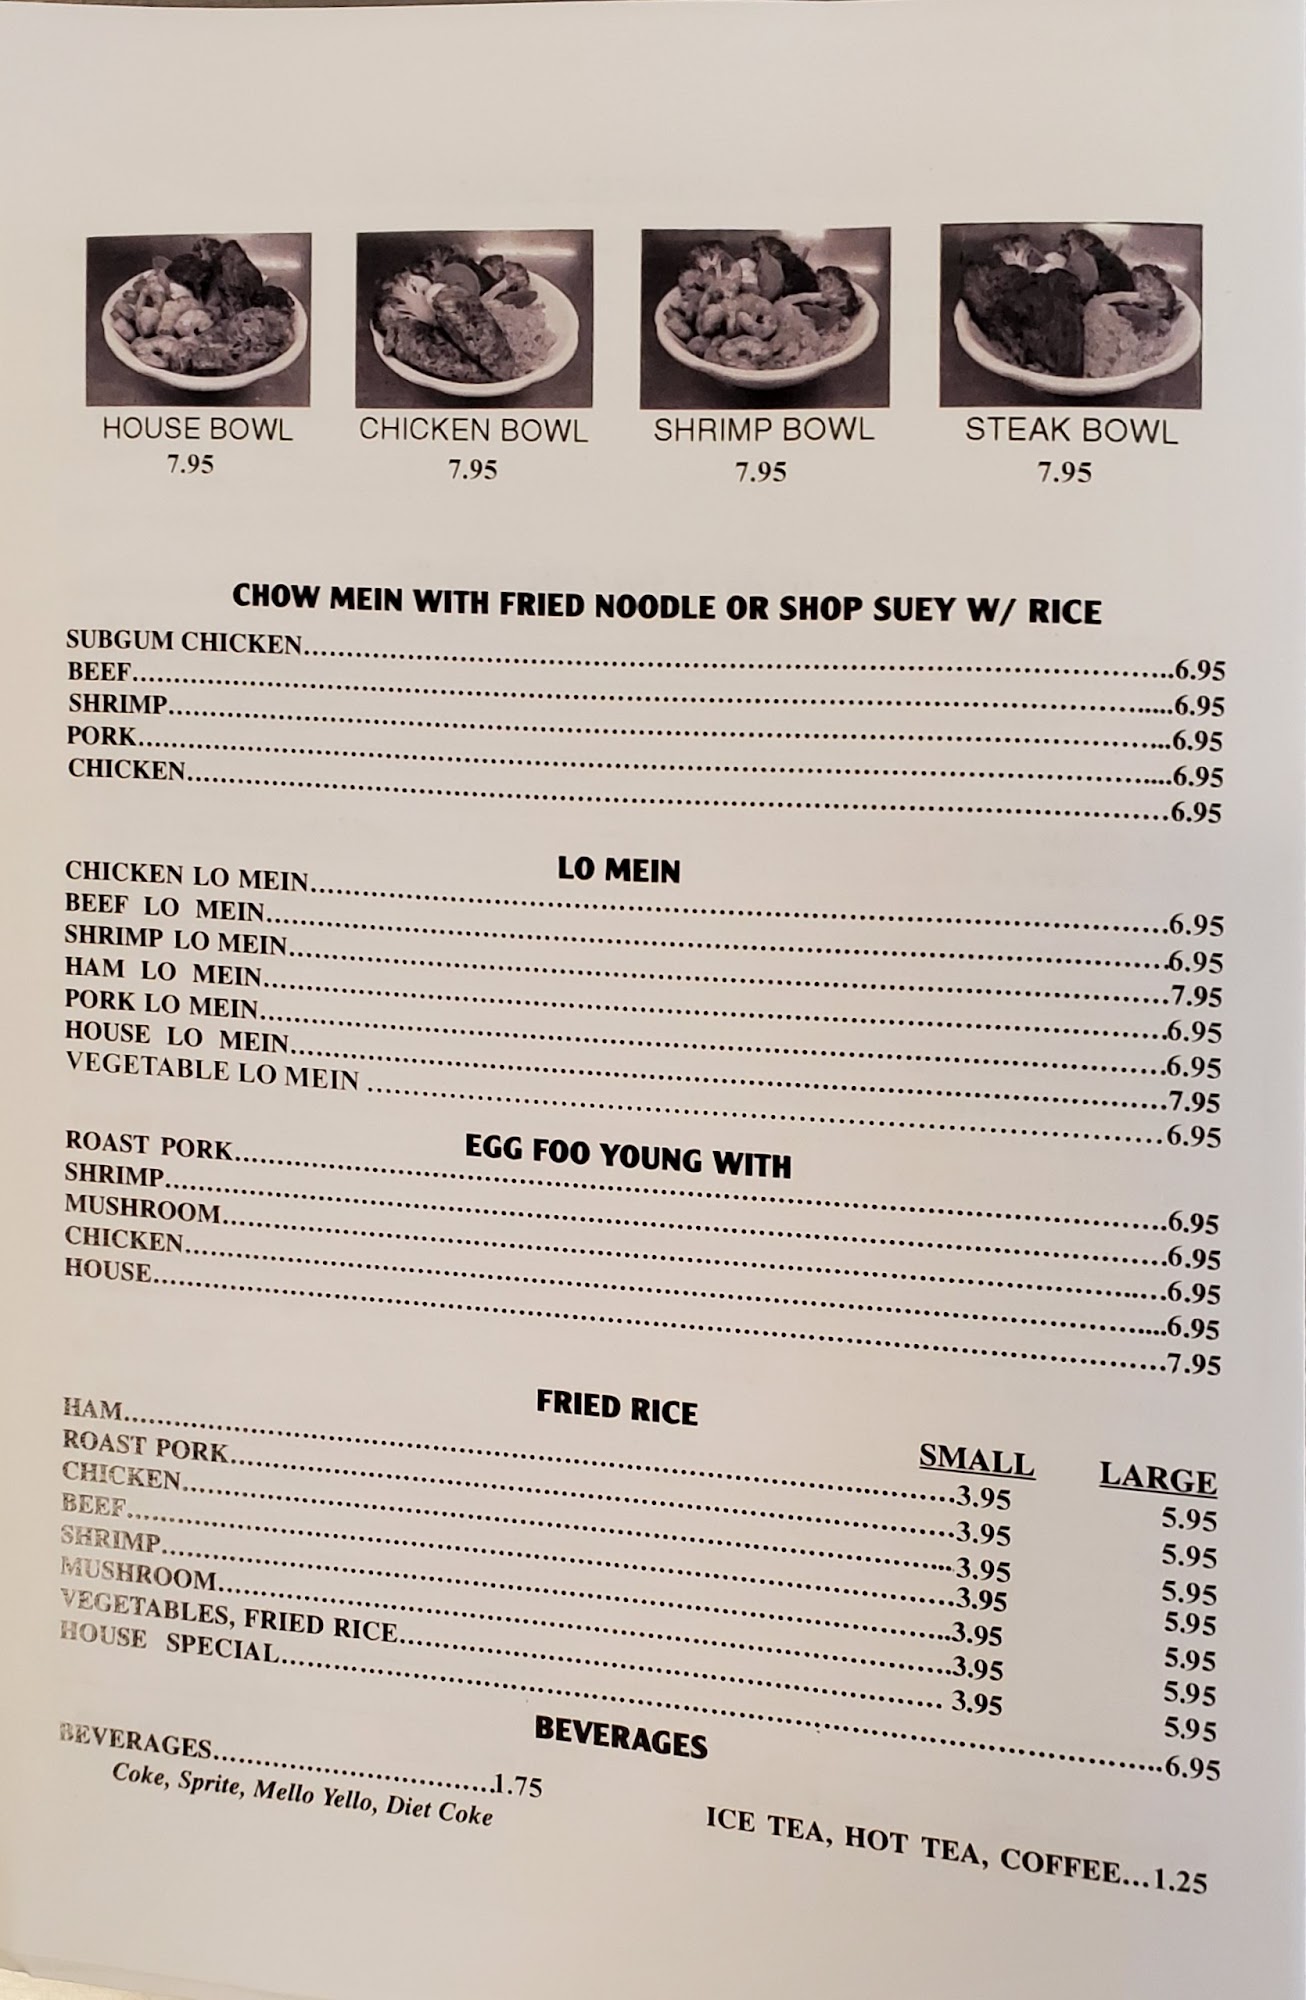 HOUSE BOWL CHICKEN BOWL SHRIMP BOWL STEAK BOWL
7.95 7.95 7.95 7.95
CHOW MEIN WITH FRIED NOODLE OR SHOP SUEY W/ RICE
SUBGUM CHICKEN.....6.95
BEEF.....6.95
SHRIMP.....6.95
PORK.....6.95
CHICKEN.....6.95
LO MEIN
CHICKEN LO MEIN.....6.95
BEEF LO MEIN.....6.95
SHRIMP LO MEIN.....7.95
HAM LO MEIN.....6.95
PORK LO MEIN.....6.95
HOUSE LO MEIN.....7.95
VEGETABLE LO MEIN .....6.95
EGG FOO YOUNG WITH
ROAST PORK.....6.95
SHRIMP.....6.95
MUSHROOM.....6.95
CHICKEN.....6.95
HOUSE.....7.95
FRIED RICE
SMALL LARGE
HAM.....3.95 5.95
ROAST PORK.....3.95 5.95
CHICKEN.....3.95 5.95
BEEF.....3.95 5.95
SHRIMP.....3.95 5.95
MUSHROOM.....3.95 5.95
VEGETABLES, FRIED RICE..... 3.95 5.95
HOUSE SPECIAL.....6.95
BEVERAGES
BEVERAGES.....1.75
Coke, Sprite, Mello Yello, Diet Coke
ICE TEA, HOT TEA, COFFEE...1.25